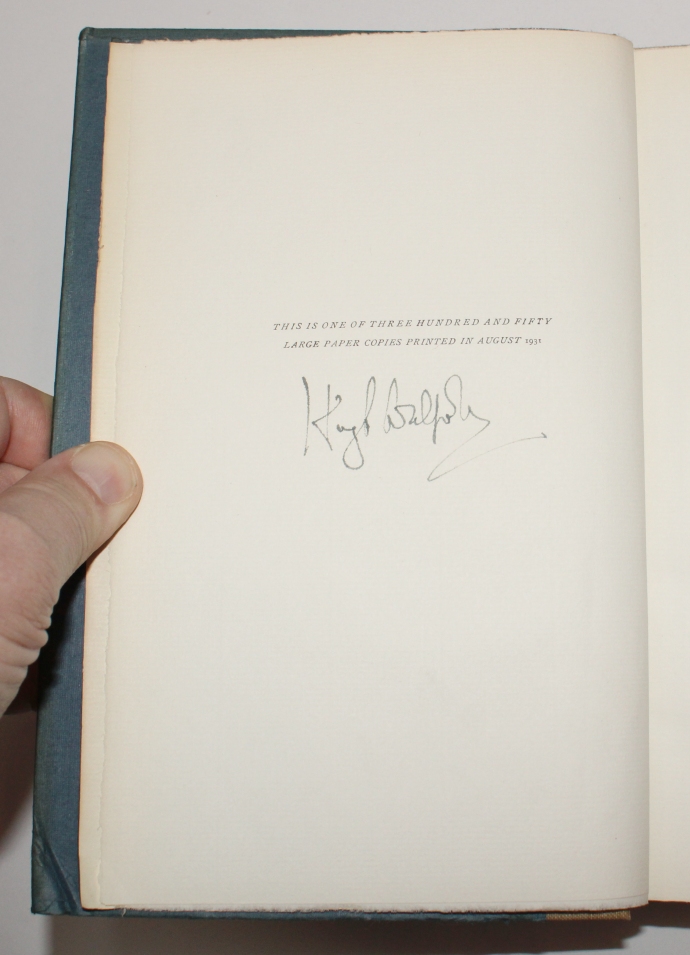 THIS IS ONE OF THREE HUNDRED AND FIFTY
LARGE PAPER COPIES PRINTED IN AUGUST 1931
Hugh Walpole